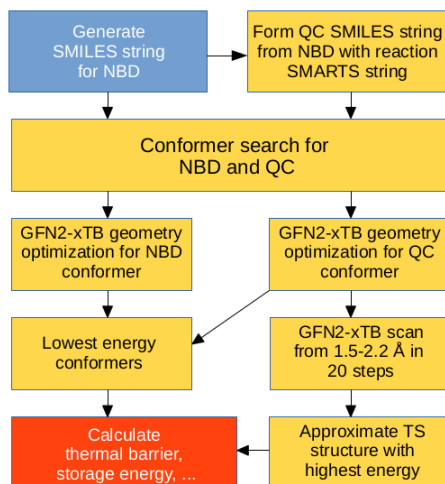 Generate
SMILES string
for NBD
Form QC SMILES string
from NBD with reaction
SMARTS string
Conformer search for
NBD and QC
GFN2-xTB geometry
optimization for NBD
conformer
GFN2-xTB geometry
optimization for QC
conformer
Lowest energy
conformers
GFN2-xTB scan
from 1.5-2.2 Å in
20 steps
Calculate
thermal barrier,
storage energy, ...
Approximate TS
structure with
highest energy